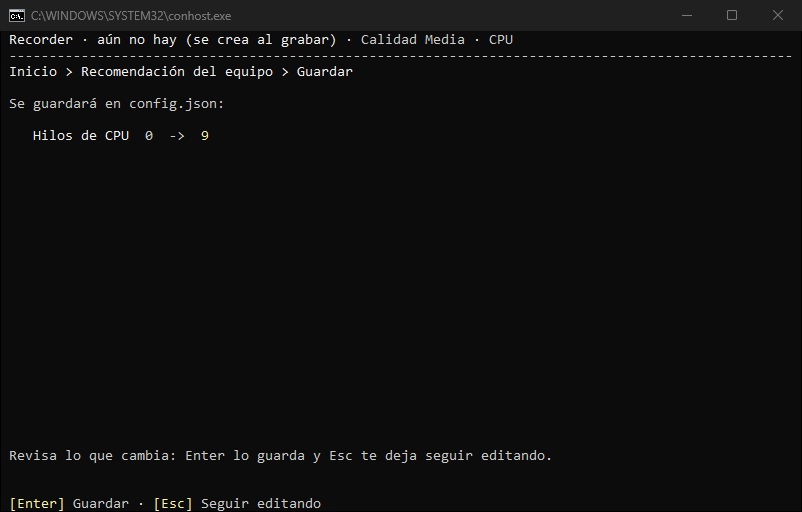 C:\WINDOWS\SYSTEM32\conhost.exe
Recorder · aún no hay (se crea al grabar) · Calidad Media · CPU
--------------------------------------------------------------------------------------------------
Inicio > Recomendación del equipo > Guardar
Se guardará en config.json:
Hilos de CPU  0  ->  9
Revisa lo que cambia: Enter lo guarda y Esc te deja seguir editando.
[Enter] Guardar · [Esc] Seguir editando